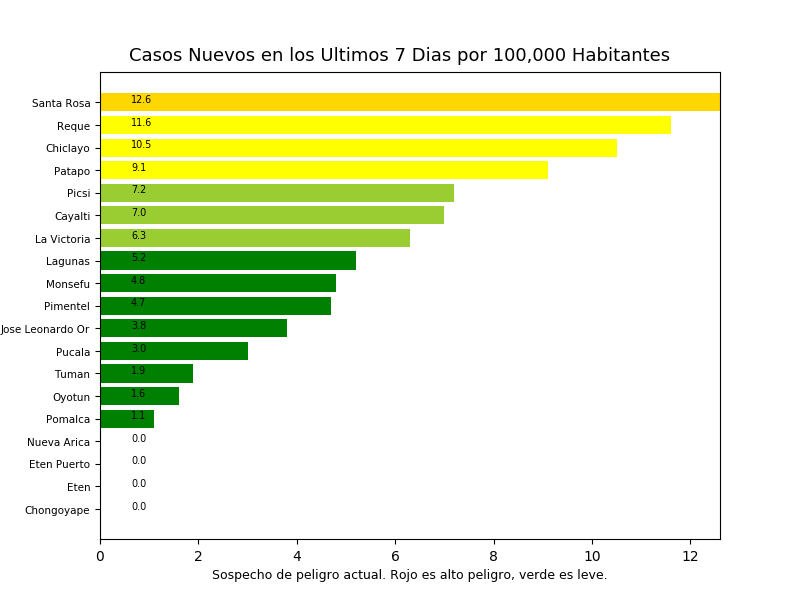 Casos Nuevos en los Ultimos 7 Dias por 100,000 Habitantes
Santa Rosa 12.6
Reque 11.6
Chiclayo 10.5
Patapo 9.1
Picsi 7.2
Cayalti 7.0
La Victoria 6.3
Lagunas 5.2
Monsefu 4.8
Pimentel 4.7
Jose Leonardo Or 3.8
Pucala 3.0
Tuman 1.9
Oyotun 1.6
Pomalca 1.1
Nueva Arica 0.0
Eten Puerto 0.0
Eten 0.0
Chongoyape 0.0
0 2 4 6 8 10 12
Sospecho de peligro actual. Rojo es alto peligro, verde es leve.